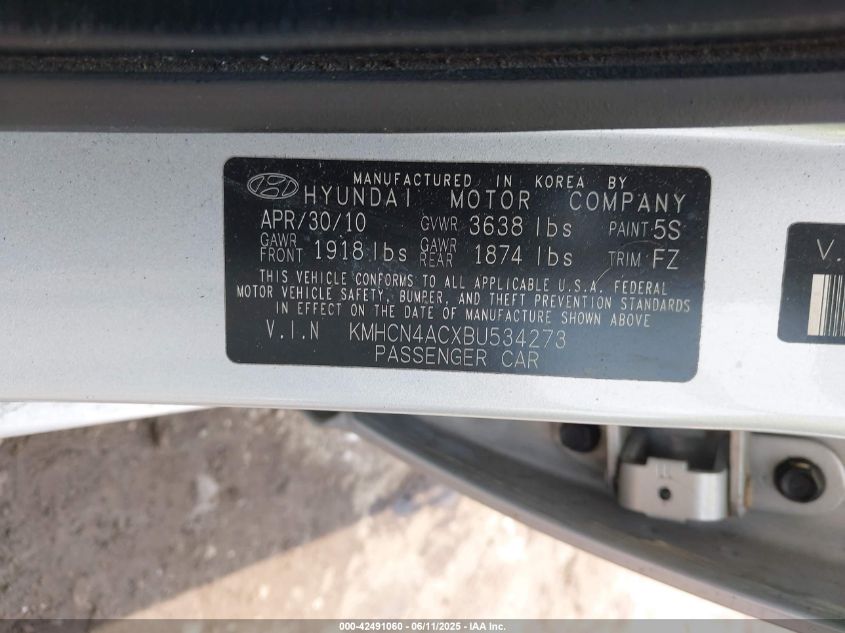 MANUFACTURED IN KOREA BY
HYUNDAI MOTOR COMPANY
APR/30/10 GVWR 3638 lbs PAINT 5S
GAWR FRONT 1918 lbs GAWR REAR 1874 lbs TRIM FZ
THIS VEHICLE CONFORMS TO ALL APPLICABLE U.S.A. FEDERAL
MOTOR VEHICLE SAFETY, BUMPER, AND THEFT PREVENTION STANDARDS
IN EFFECT ON THE DATE OF MANUFACTURE SHOWN ABOVE
V.I.N KMHCN4ACXBU534273
PASSENGER CAR
V.
000-42491060 - 06/11/2025 - IAA Inc.